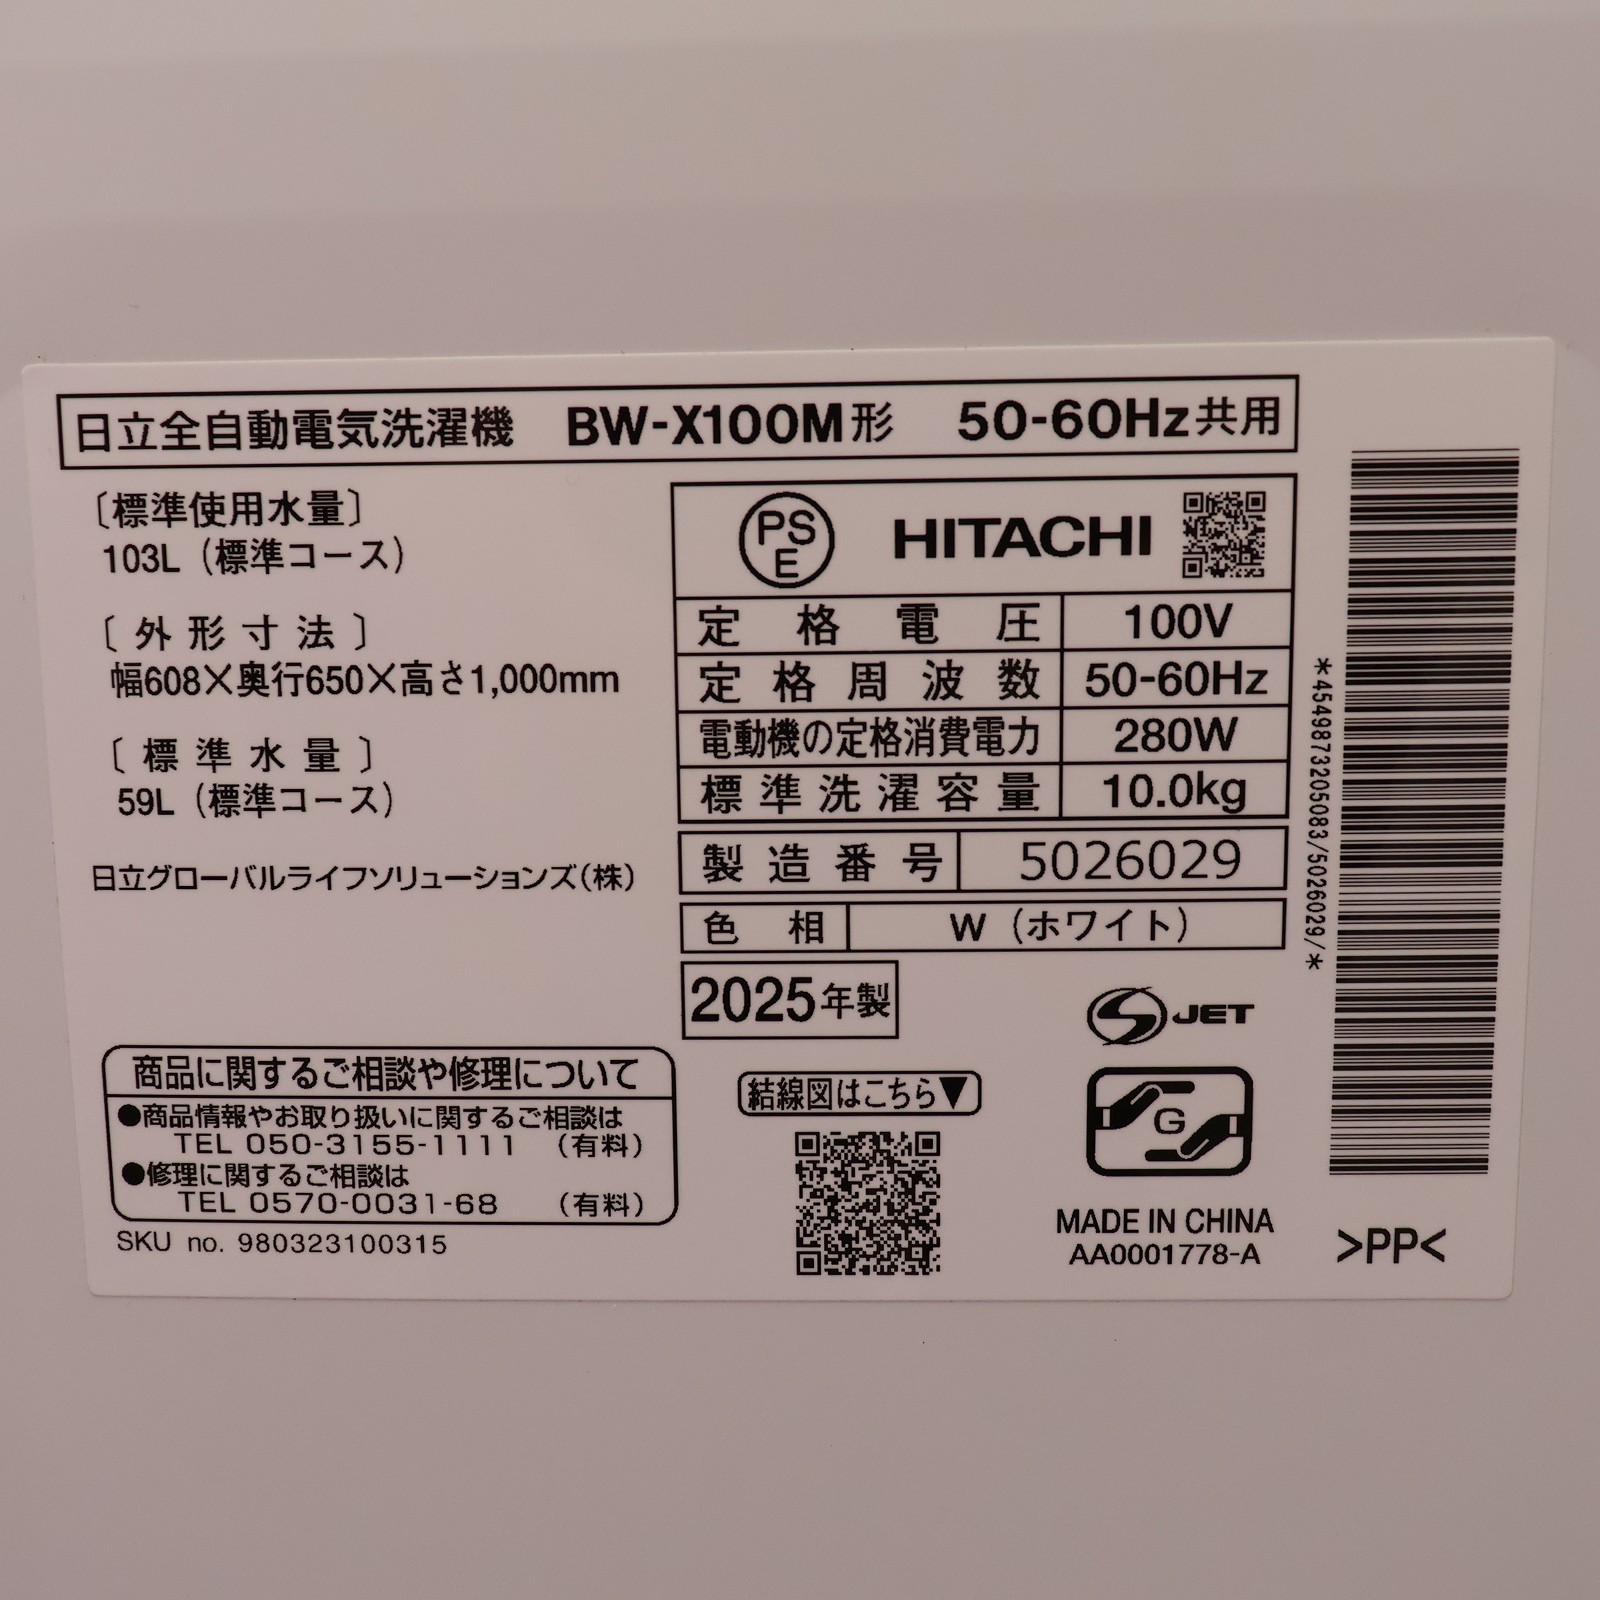 日立全自動電気洗濯機 BW-X100M形 50-60Hz共用
〔標準使用水量〕
103L（標準コース）
〔外形寸法〕
幅608×奥行650×高さ1,000mm
〔標準水量〕
59L（標準コース）
日立グローバルライフソリューションズ(株)
PS
E
HITACHI
定格電圧 100V
定格周波数 50-60Hz
電動機の定格消費電力 280W
標準洗濯容量 10.0kg
製造番号 5026029
色相 W（ホワイト）
2025年製
*4549873205083/5026029/*
商品に関するご相談や修理について
●商品情報やお取り扱いに関するご相談は
TEL 050-3155-1111 （有料）
●修理に関するご相談は
TEL 0570-0031-68 （有料）
SKU no. 980323100315
結線図はこちら▼
S JET
G
MADE IN CHINA
AA0001778-A
>PP<